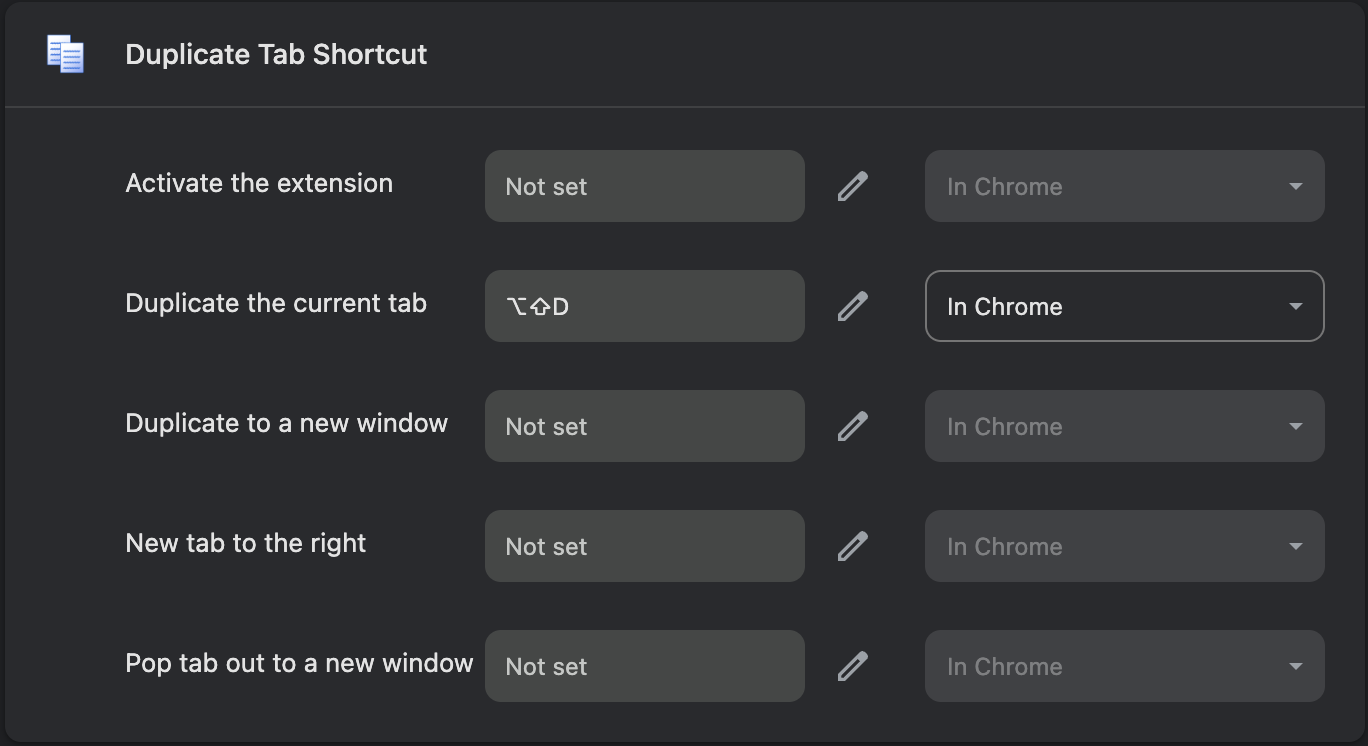 Duplicate Tab Shortcut
Activate the extension Not set In Chrome
Duplicate the current tab ⌥⇧D In Chrome
Duplicate to a new window Not set In Chrome
New tab to the right Not set In Chrome
Pop tab out to a new window Not set In Chrome